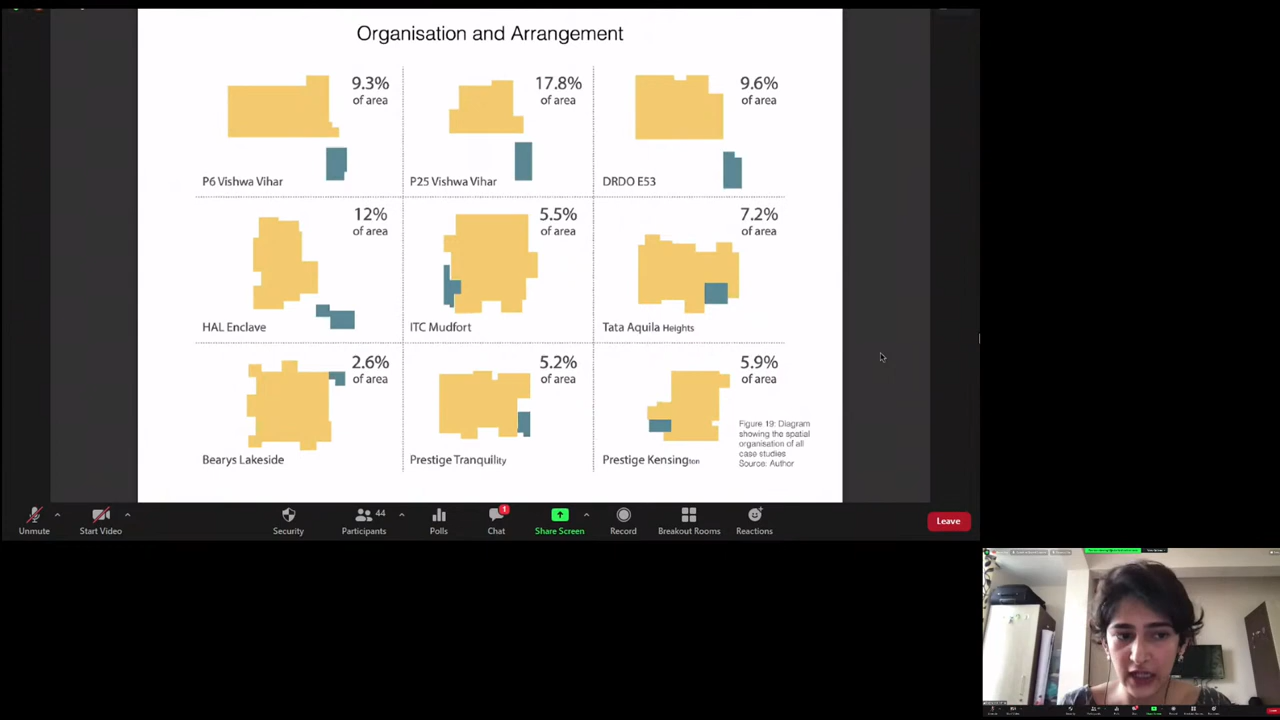 Organisation and Arrangement
9.3%
of area
P6 Vishwa Vihar
17.8%
of area
P25 Vishwa Vihar
9.6%
of area
DRDO E53
12%
of area
HAL Enclave
5.5%
of area
ITC Mudfort
7.2%
of area
Tata Aquila Heights
2.6%
of area
Bearys Lakeside
5.2%
of area
Prestige Tranquility
5.9%
of area
Prestige Kensington
Figure 19: Diagram
showing the spatial
organisation of all
case studies
Source: Author
Unmute
Start Video
Security
44
Participants
Polls
1
Chat
Share Screen
Record
Breakout Rooms
Reactions
Leave